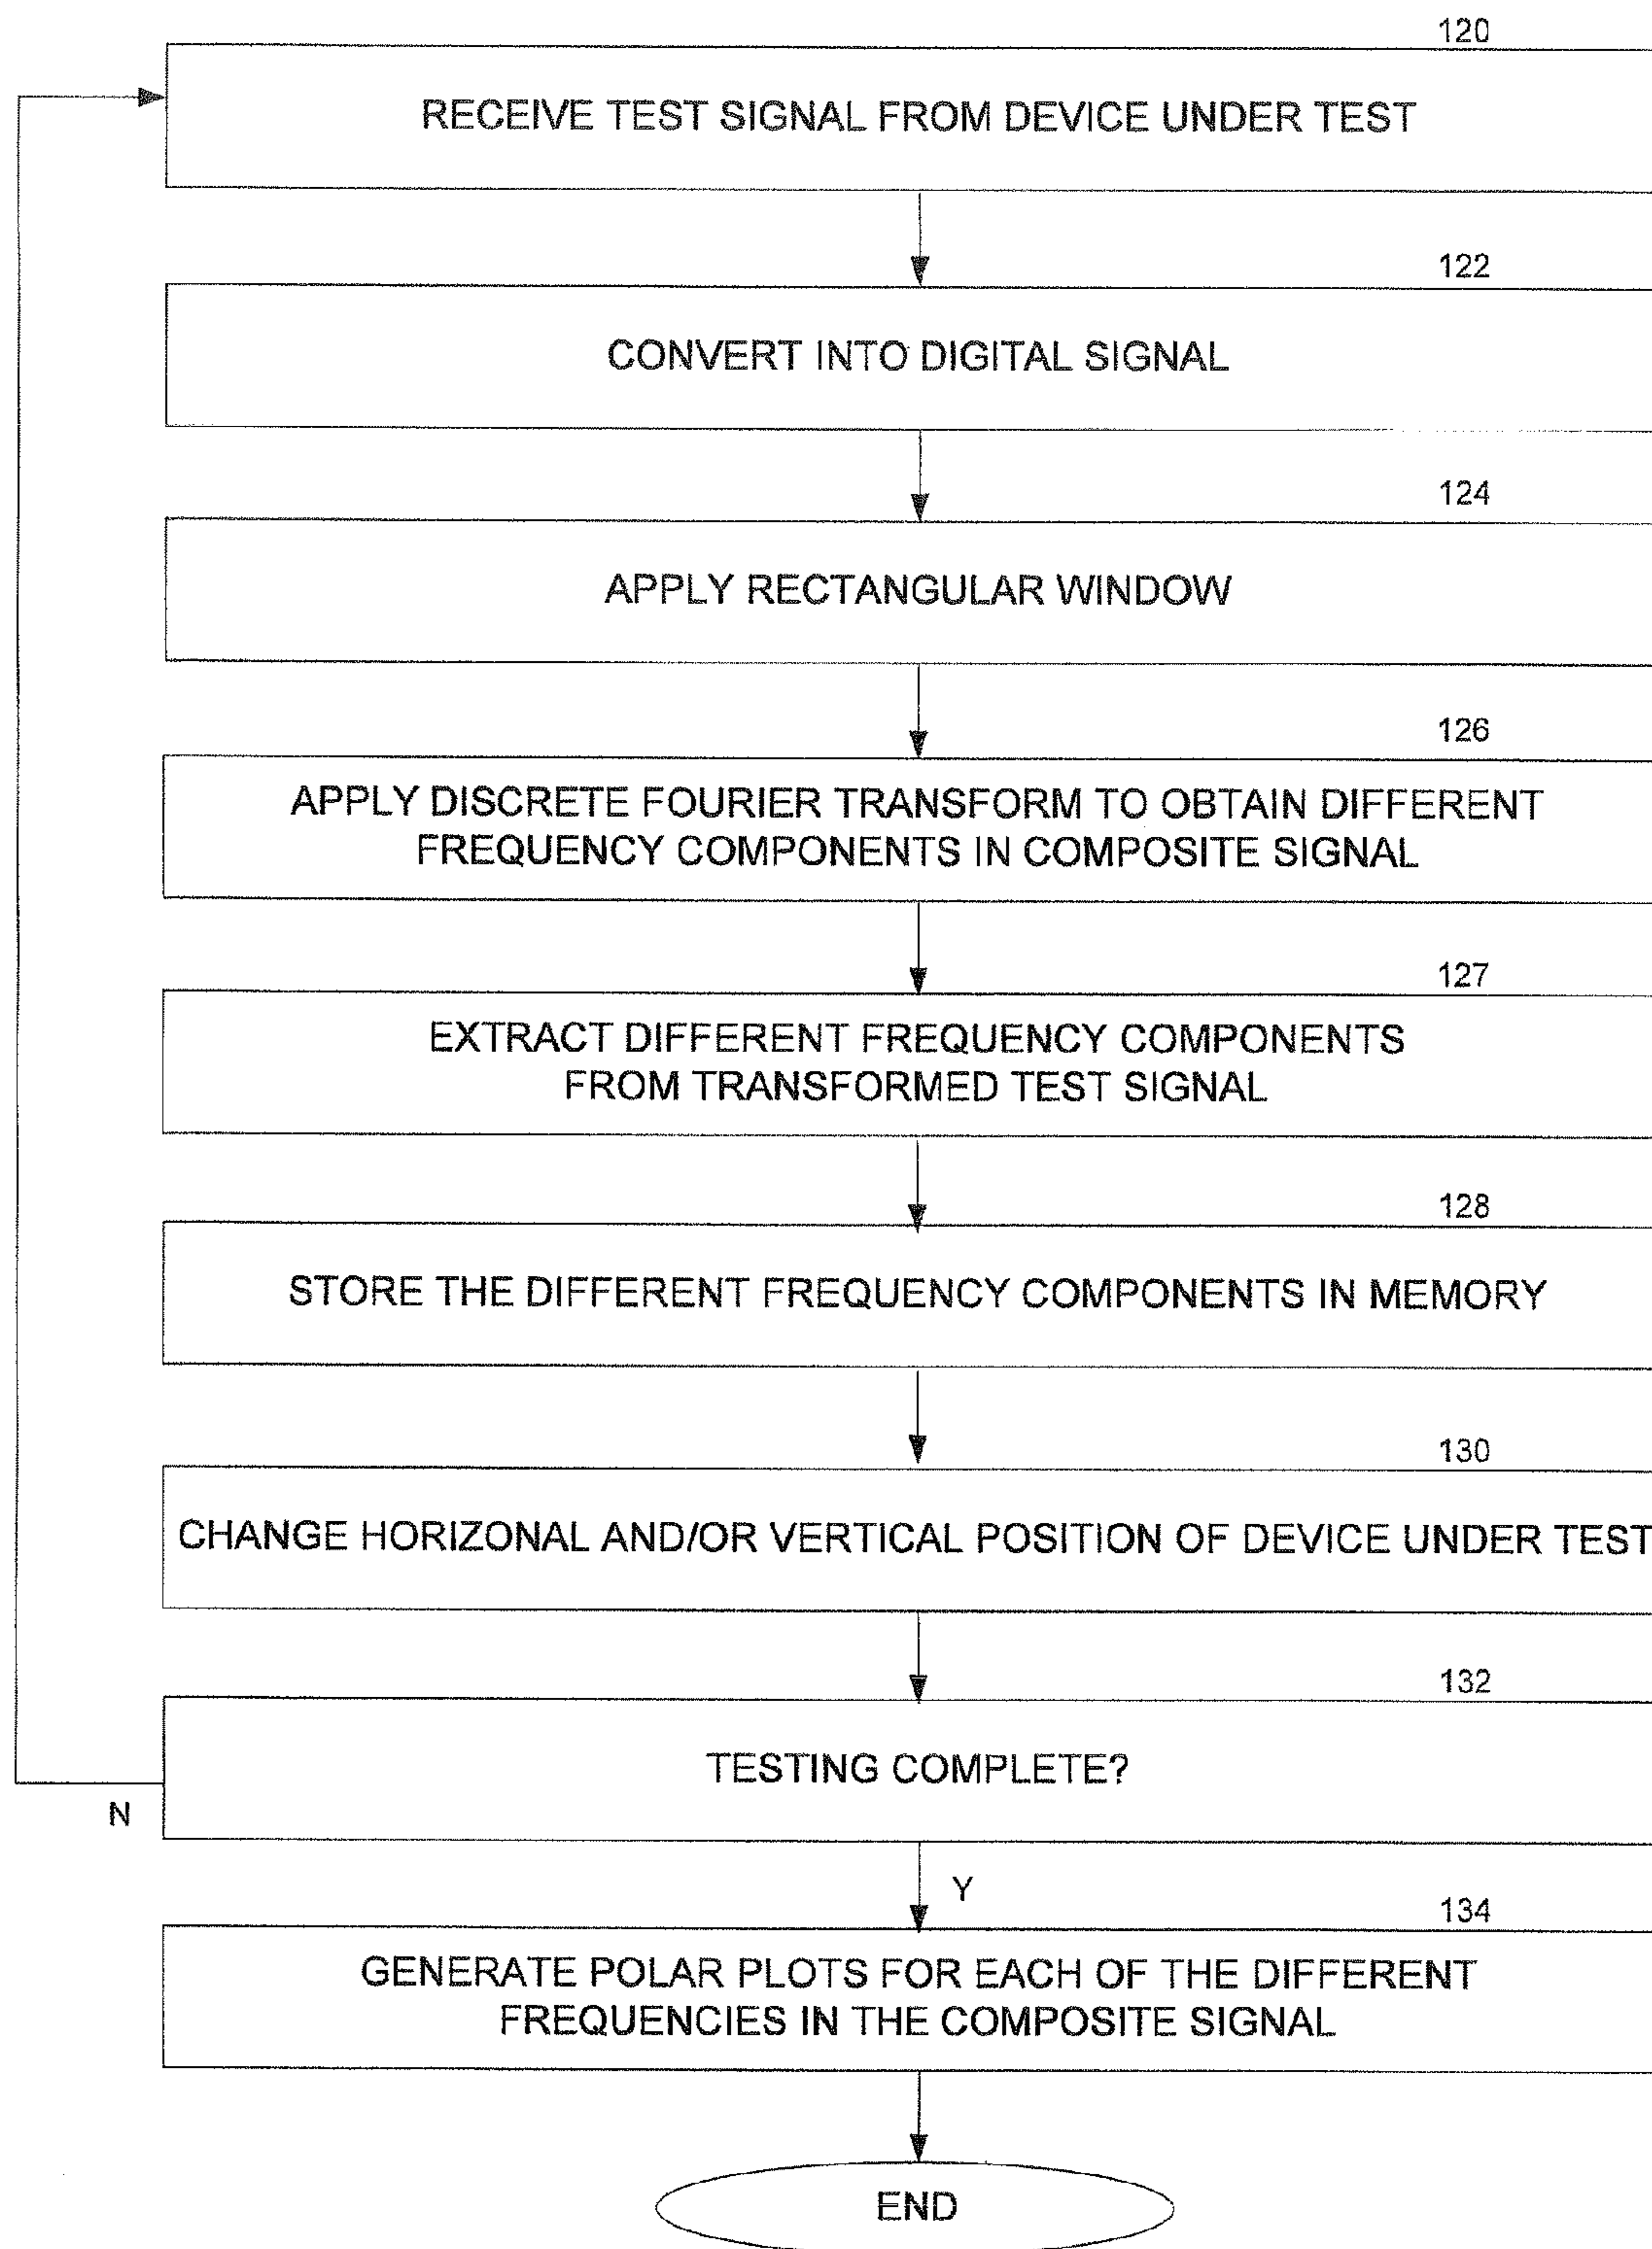 120
RECEIVE TEST SIGNAL FROM DEVICE UNDER TEST
122
CONVERT INTO DIGITAL SIGNAL
124
APPLY RECTANGULAR WINDOW
126
APPLY DISCRETE FOURIER TRANSFORM TO OBTAIN DIFFERENT
FREQUENCY COMPONENTS IN COMPOSITE SIGNAL
127
EXTRACT DIFFERENT FREQUENCY COMPONENTS
FROM TRANSFORMED TEST SIGNAL
128
STORE THE DIFFERENT FREQUENCY COMPONENTS IN MEMORY
130
CHANGE HORIZONAL AND/OR VERTICAL POSITION OF DEVICE UNDER TEST
132
TESTING COMPLETE?
N
Y
134
GENERATE POLAR PLOTS FOR EACH OF THE DIFFERENT
FREQUENCIES IN THE COMPOSITE SIGNAL
END